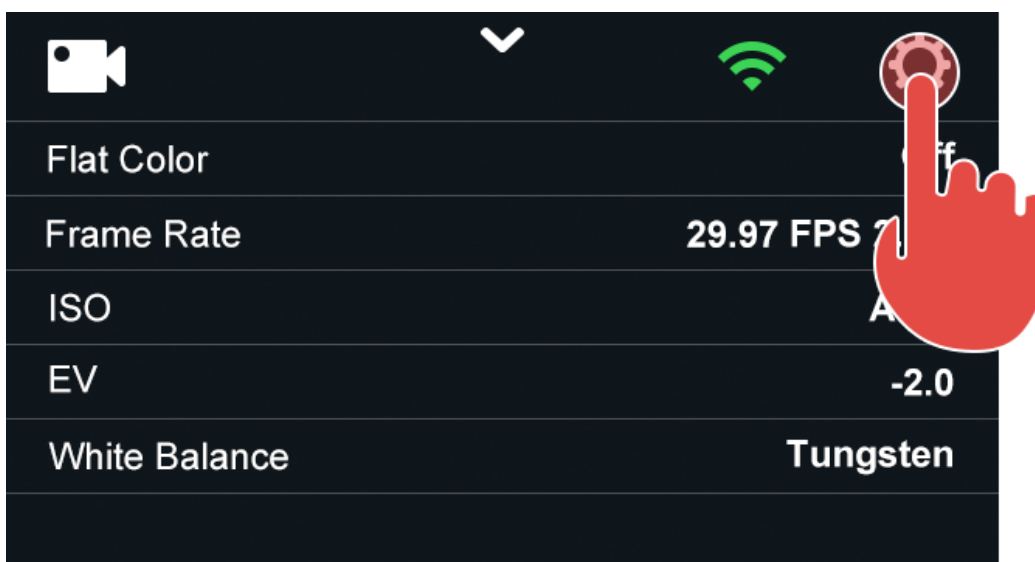 Flat Color
Frame Rate 29.97 FPS
ISO
EV -2.0
White Balance Tungsten